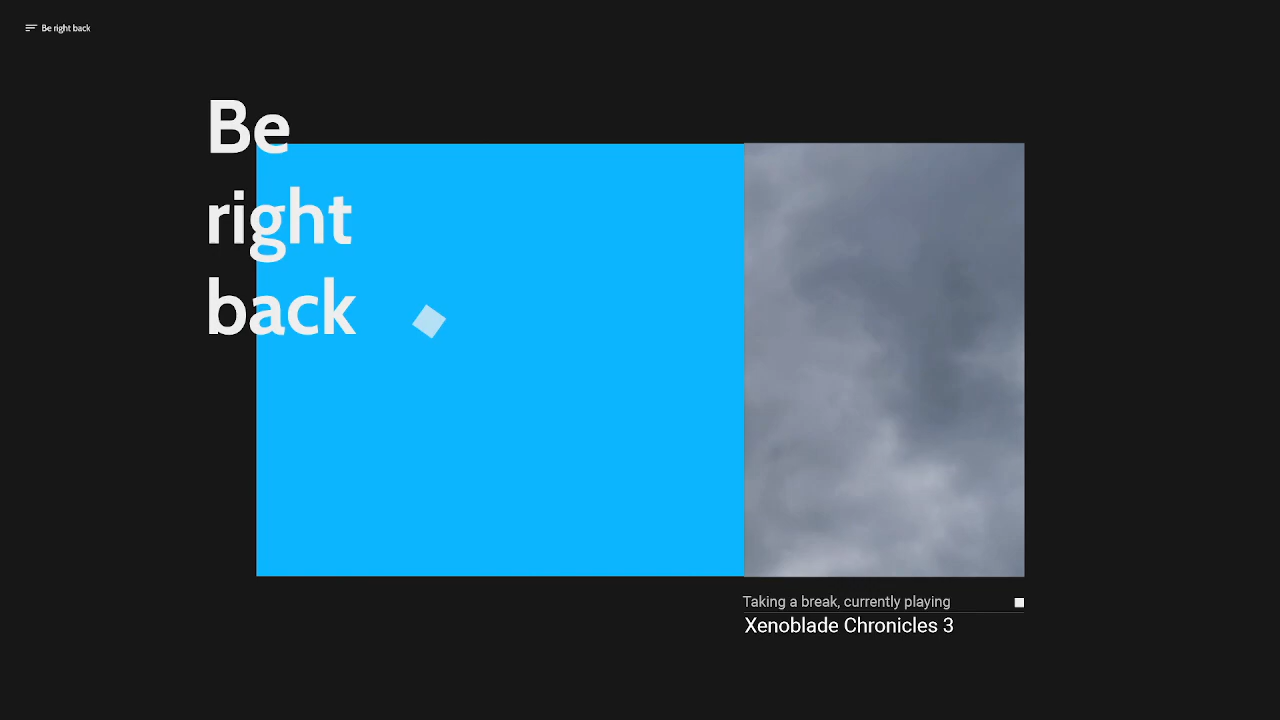 Be right back
Be
right
back
Taking a break, currently playing
Xenoblade Chronicles 3